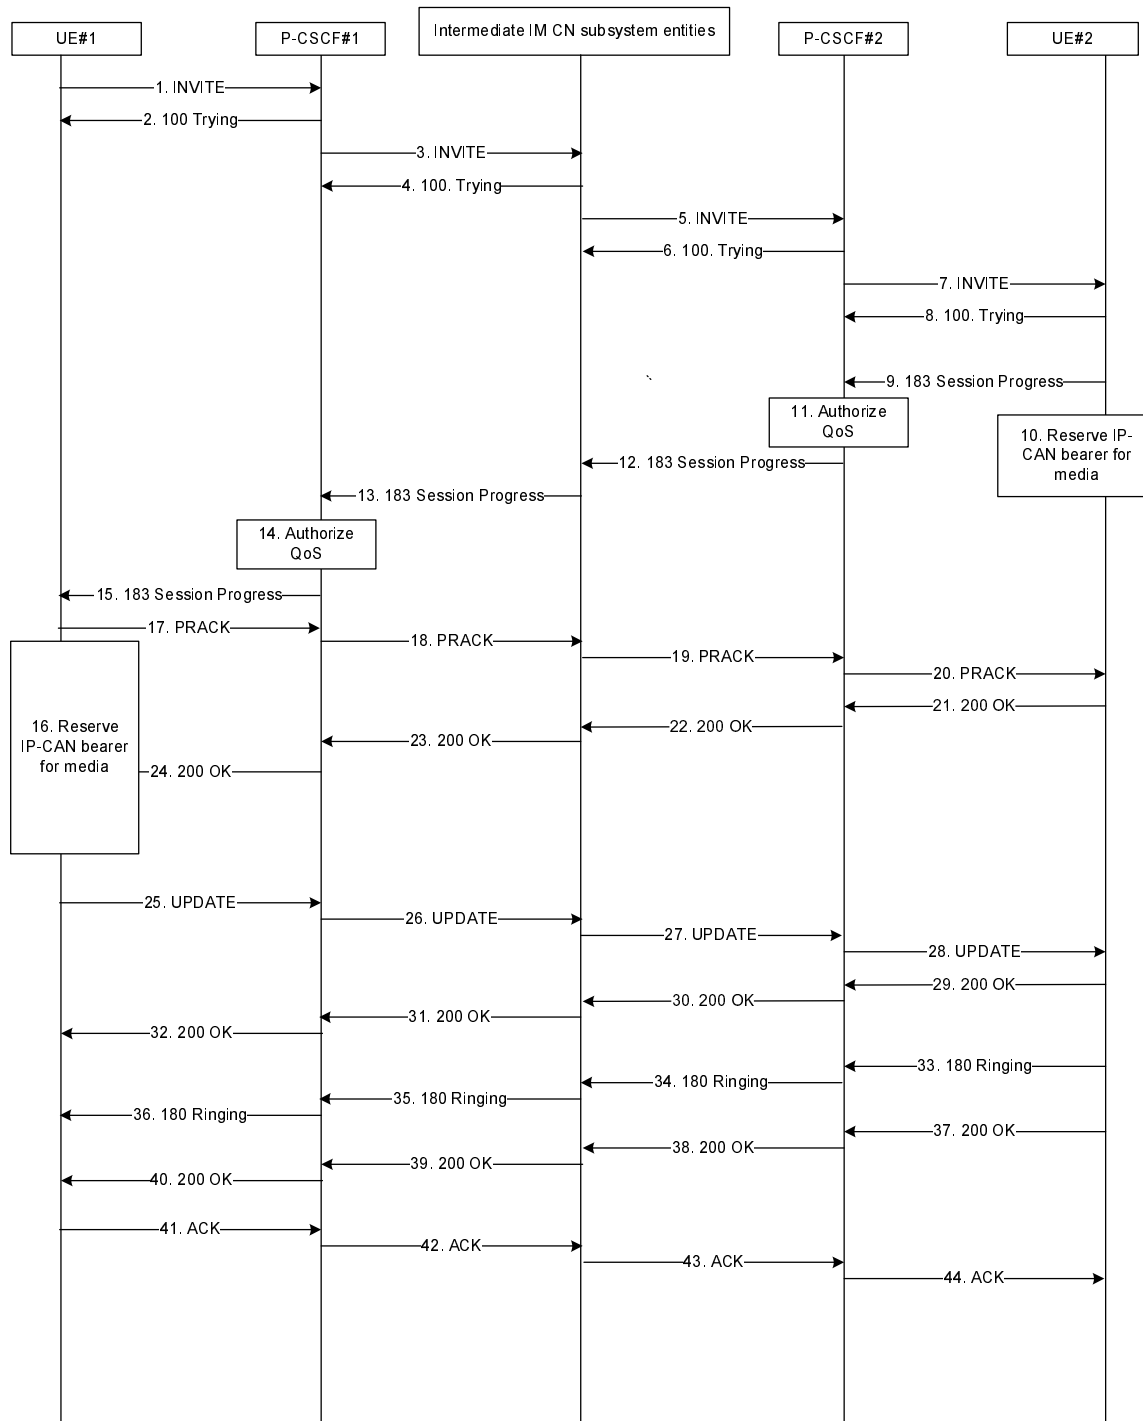 UE#1
P-CSCF#1
Intermediate IM CN subsystem entities
P-CSCF#2
UE#2
1. INVITE
2. 100 Trying
3. INVITE
4. 100. Trying
5. INVITE
6. 100. Trying
7. INVITE
8. 100. Trying
9. 183 Session Progress
11. Authorize
QoS
10. Reserve IP-
CAN bearer for
media
12. 183 Session Progress
13. 183 Session Progress
14. Authorize
QoS
15. 183 Session Progress
17. PRACK
18. PRACK
19. PRACK
20. PRACK
21. 200 OK
22. 200 OK
23. 200 OK
16. Reserve
IP-CAN bearer
for media
24. 200 OK
25. UPDATE
26. UPDATE
27. UPDATE
28. UPDATE
29. 200 OK
30. 200 OK
31. 200 OK
32. 200 OK
33. 180 Ringing
34. 180 Ringing
35. 180 Ringing
36. 180 Ringing
37. 200 OK
38. 200 OK
39. 200 OK
40. 200 OK
41. ACK
42. ACK
43. ACK
44. ACK